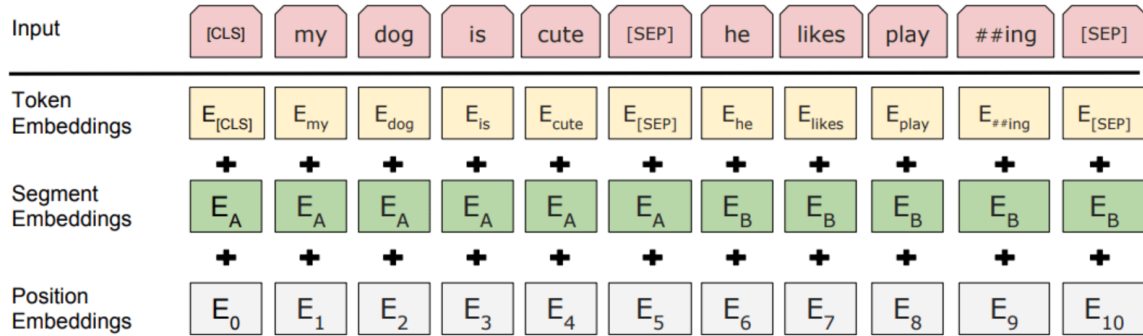 Input [CLS] my dog is cute [SEP] he likes play ##ing [SEP]
Token Embeddings E[CLS] Emy Edog Eis Ecute E[SEP] Ehe Elikes Eplay E##ing E[SEP]
+ + + + + + + + + + +
Segment Embeddings EA EA EA EA EA EA EB EB EB EB EB
+ + + + + + + + + + +
Position Embeddings E0 E1 E2 E3 E4 E5 E6 E7 E8 E9 E10